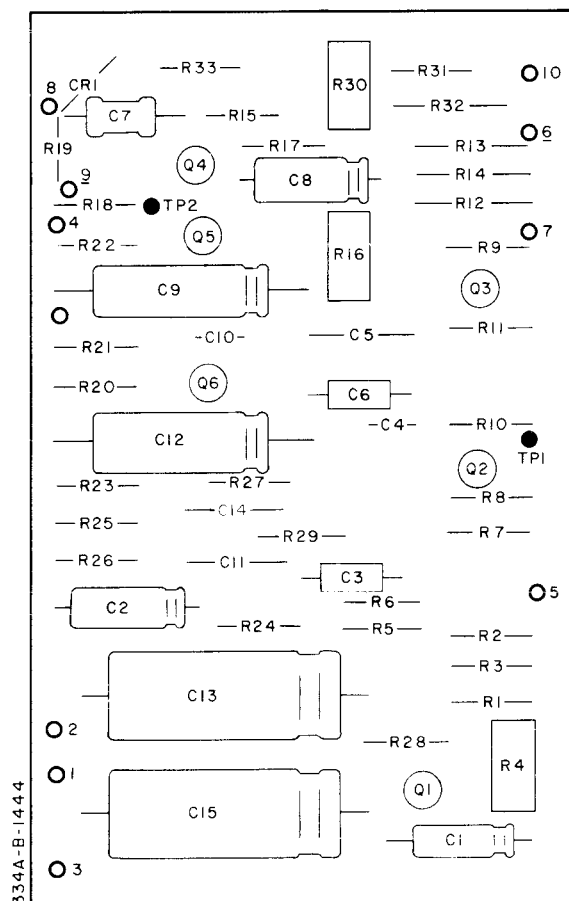 R33
R31
10
CR1
8
R30
C7
R15
R32
6
R19
R17
R13
Q4
9
C8
R14
R18
TP2
R12
4
Q5
7
R22
R16
R9
C9
Q3
C10
C5
R11
R21
R20
Q6
C6
C4
R10
C12
TP1
Q2
R23
R27
R8
C14
R25
R29
R7
R26
C11
C3
5
C2
R6
R24
R5
R2
R3
C13
R1
2
R28
R4
1
Q1
C15
C1
3
334A-B-1444